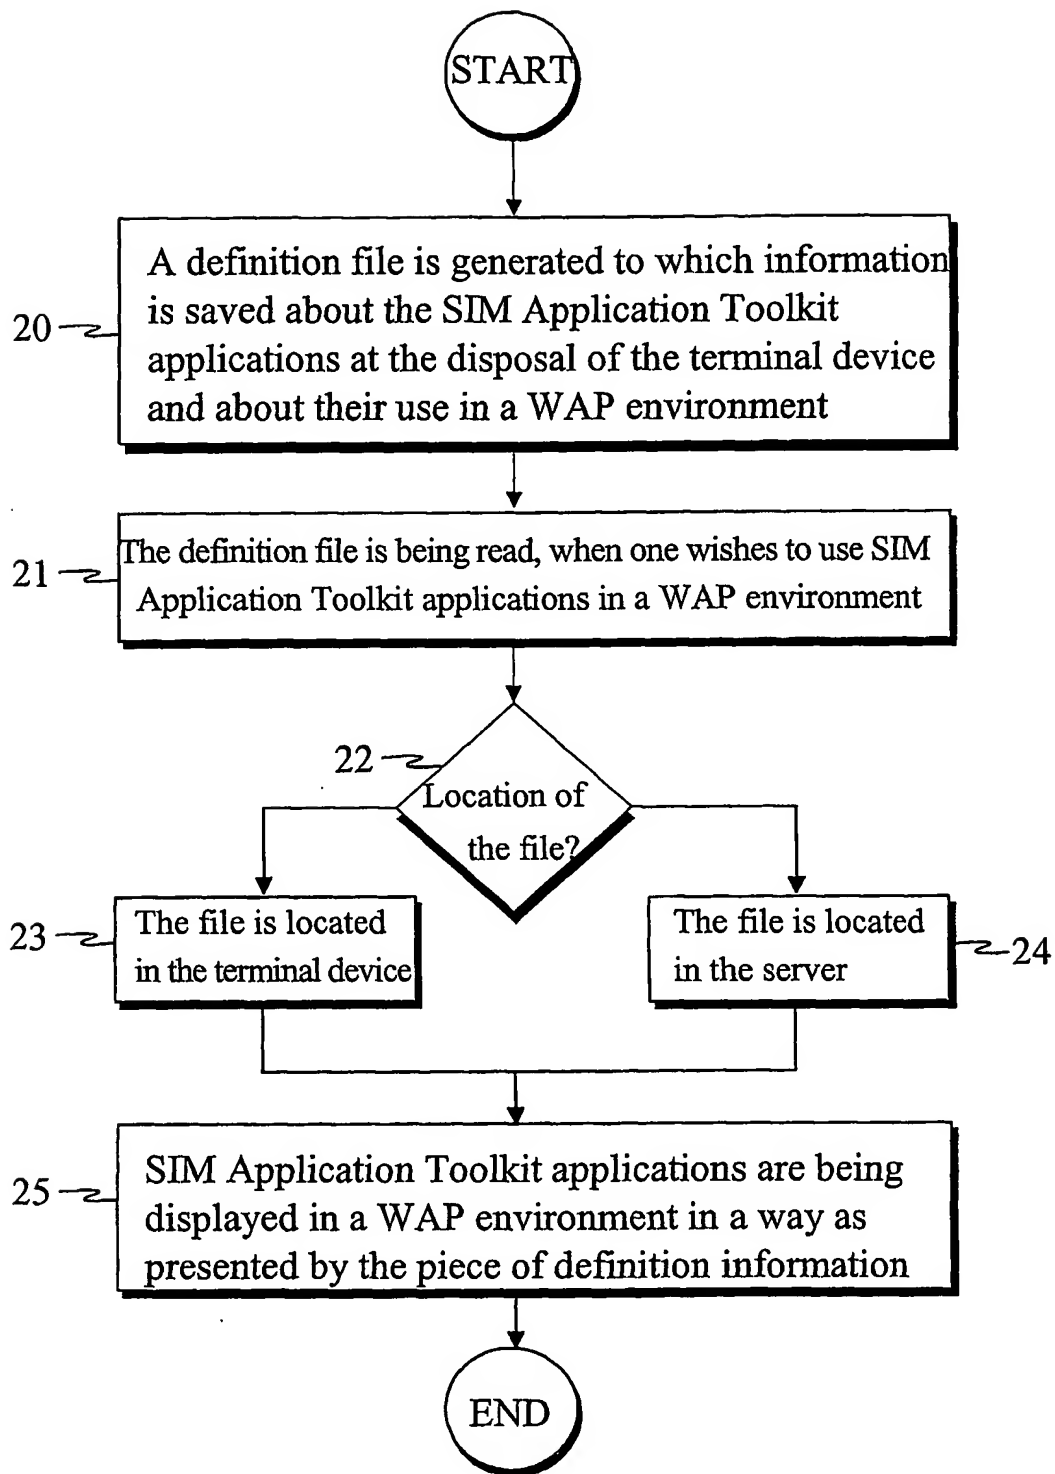 START
A definition file is generated to which information
is saved about the SIM Application Toolkit
applications at the disposal of the terminal device
and about their use in a WAP environment
20
The definition file is being read, when one wishes to use SIM
Application Toolkit applications in a WAP environment
21
22
Location of
the file?
23
The file is located
in the terminal device
The file is located
in the server
24
25
SIM Application Toolkit applications are being
displayed in a WAP environment in a way as
presented by the piece of definition information
END